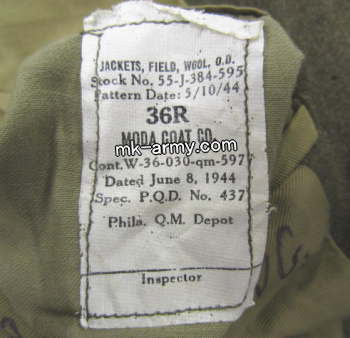 JACKETS, FIELD, WOOL, O.D.
Stock No. 55-J-384-595
Pattern Date: 5/10/44
36R
MODA COAT CO.
mk-army.com
Cont.W-36-030-qm-597
Dated June 8, 1944
Spec. P.Q.D. No. 437
Phila. Q.M. Depot
Inspector